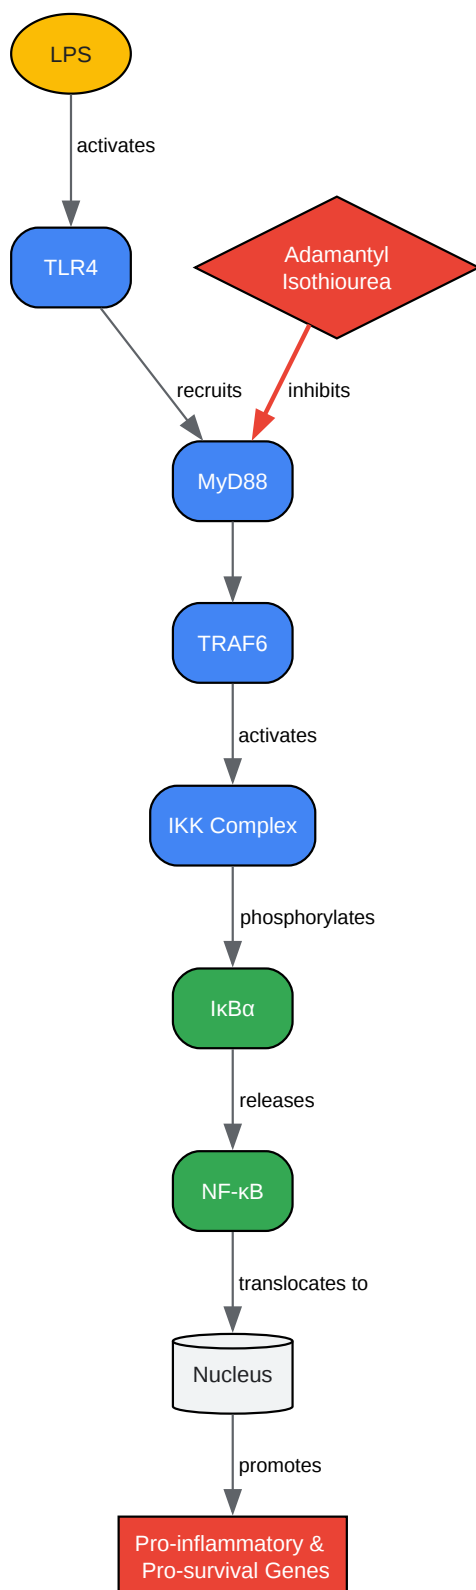 LPS
activates
TLR4
Adamantyl
Isothiourea
recruits
inhibits
MyD88
TRAF6
activates
IKK Complex
phosphorylates
IκBα
releases
NF-κB
translocates to
Nucleus
promotes
Pro-inflammatory &
Pro-survival Genes